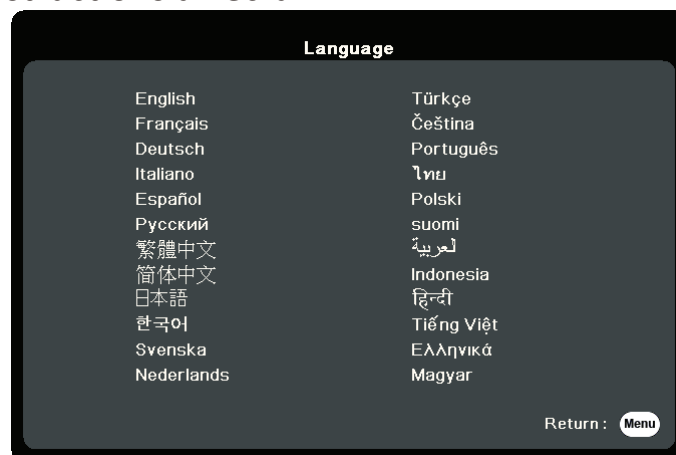 Language
English
Français
Deutsch
Italiano
Español
Русский
繁體中文
简体中文
日本語
한국어
Svenska
Nederlands
Türkçe
Čeština
Português
ไทย
Polski
suomi
لعربية
Indonesia
हिन्दी
Tiếng Việt
Ελληνικά
Magyar
Return : Menu